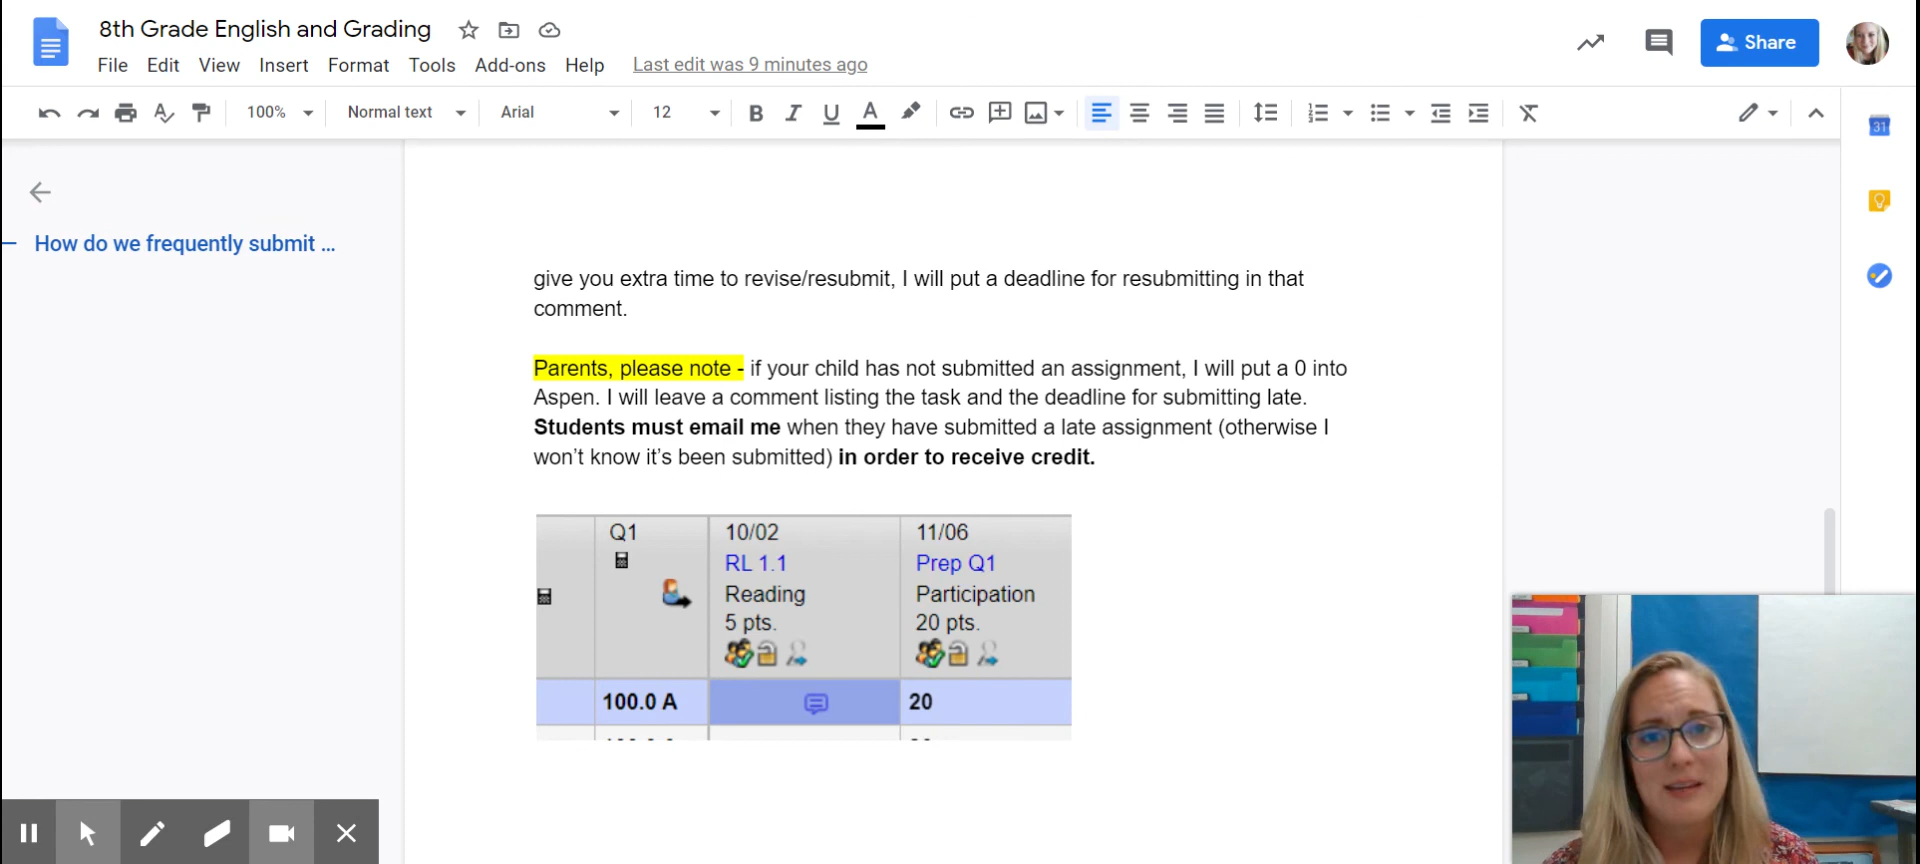 8th Grade English and Grading
File Edit View Insert Format Tools Add-ons Help Last edit was 9 minutes ago
Share
100% Normal text Arial 12 B I U A
31
How do we frequently submit ...
give you extra time to revise/resubmit, I will put a deadline for resubmitting in that
comment.
Parents, please note - if your child has not submitted an assignment, I will put a 0 into
Aspen. I will leave a comment listing the task and the deadline for submitting late.
Students must email me when they have submitted a late assignment (otherwise I
won't know it's been submitted) in order to receive credit.
Q1 10/02 11/06
RL 1.1 Prep Q1
Reading Participation
5 pts. 20 pts.
100.0 A 20